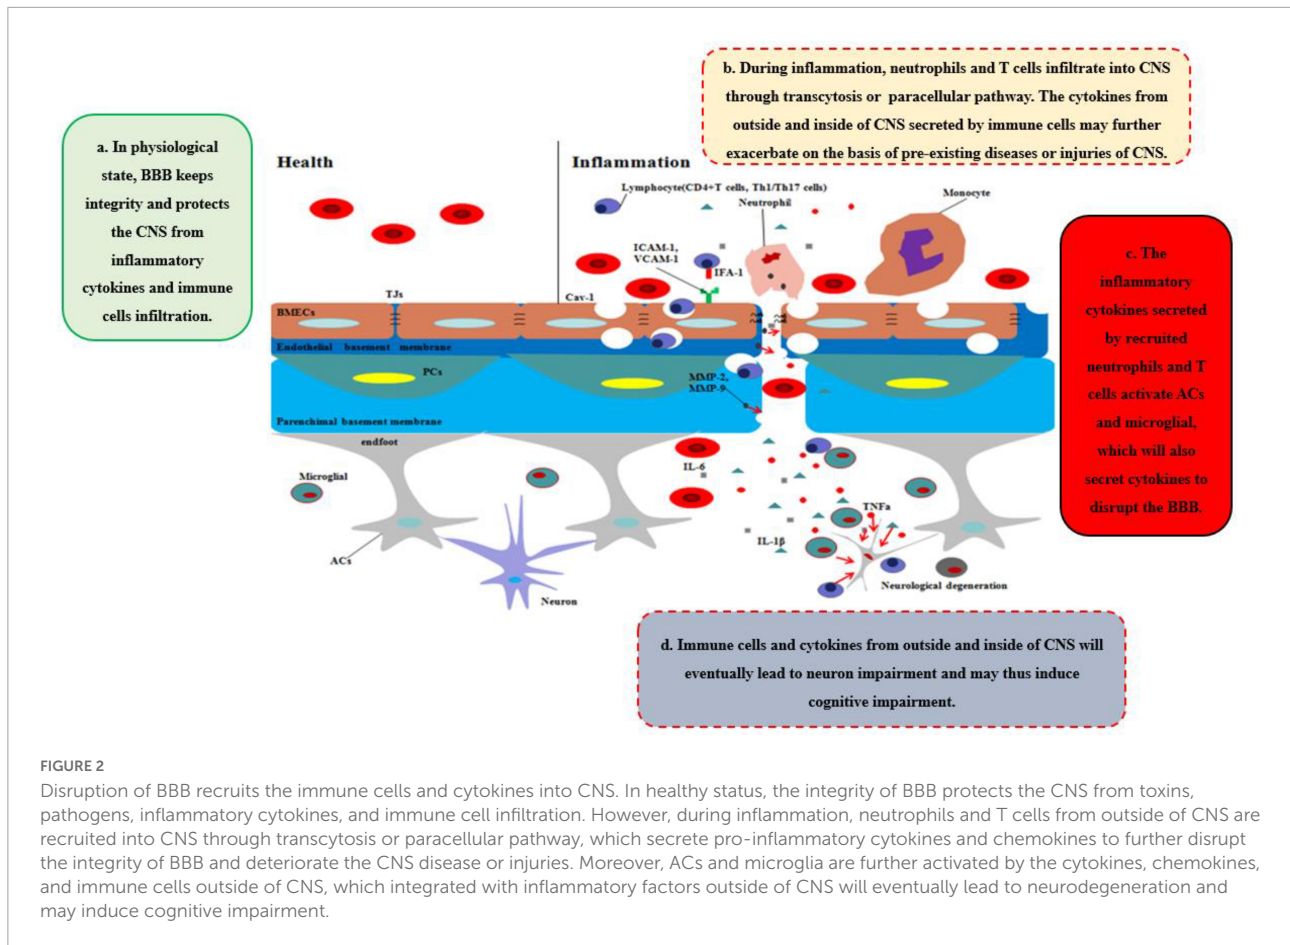 b. During inflammation, neutrophils and T cells infiltrate into CNS
through transcytosis or paracellular pathway. The cytokines from
outside and inside of CNS secreted by immune cells may further
exacerbate on the basis of pre-existing diseases or injuries of CNS.
a. In physiological
state, BBB keeps
integrity and protects
the CNS from
inflammatory
cytokines and immune
cells infiltration.
Health
Inflammation
Lymphocyte(CD4+T cells, Th1/Th17 cells)
Neutrophil
Monocyte
ICAM-1,
VCAM-1
IFA-1
TJs
Cav-1
BMECs
Endothelial basement membrane
PCs
MMP-2,
MMP-9
Parenchimal basement membrane
endfoot
Microglial
IL-6
TNFa
IL-1β
ACs
Neuron
Neurological degeneration
c. The
inflammatory
cytokines secreted
by recruited
neutrophils and T
cells activate ACs
and microglial,
which will also
secret cytokines to
disrupt the BBB.
d. Immune cells and cytokines from outside and inside of CNS will
eventually lead to neuron impairment and may thus induce
cognitive impairment.
FIGURE 2
Disruption of BBB recruits the immune cells and cytokines into CNS. In healthy status, the integrity of BBB protects the CNS from toxins,
pathogens, inflammatory cytokines, and immune cell infiltration. However, during inflammation, neutrophils and T cells from outside of CNS are
recruited into CNS through transcytosis or paracellular pathway, which secrete pro-inflammatory cytokines and chemokines to further disrupt
the integrity of BBB and deteriorate the CNS disease or injuries. Moreover, ACs and microglia are further activated by the cytokines, chemokines,
and immune cells outside of CNS, which integrated with inflammatory factors outside of CNS will eventually lead to neurodegeneration and
may induce cognitive impairment.